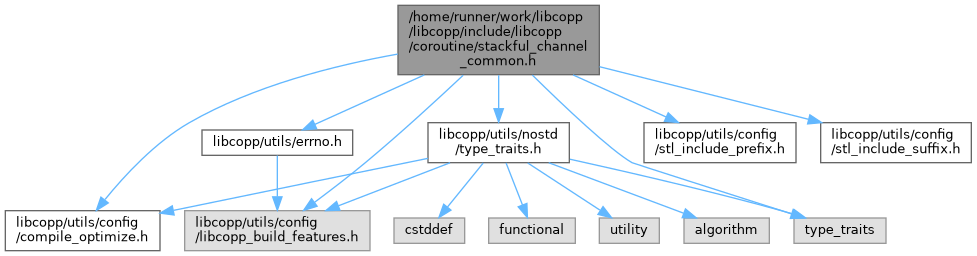 /home/runner/work/libcopp
/libcopp/include/libcopp
/coroutine/stackful_channel
_common.h
libcopp/utils/errno.h
libcopp/utils/nostd
/type_traits.h
libcopp/utils/config
/stl_include_prefix.h
libcopp/utils/config
/stl_include_suffix.h
libcopp/utils/config
/compile_optimize.h
libcopp/utils/config
/libcopp_build_features.h
cstddef
functional
utility
algorithm
type_traits